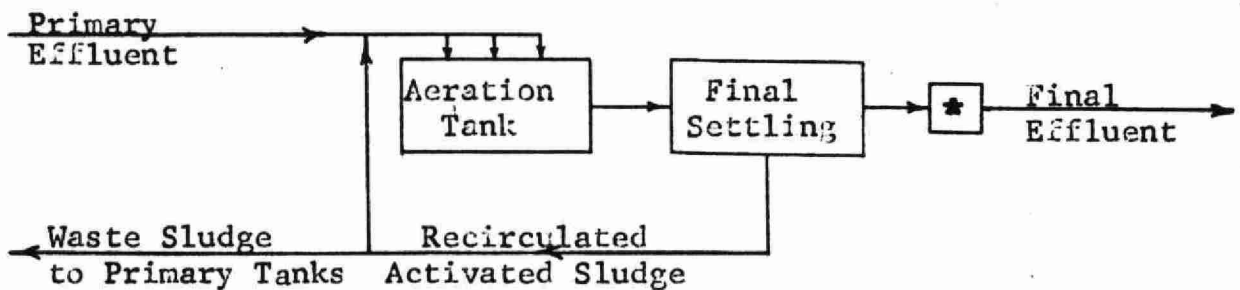 Primary
Effluent
Aeration
Tank
Final
Settling
*
Final
Effluent
Waste Sludge
to Primary Tanks
Recirculated
Activated Sludge